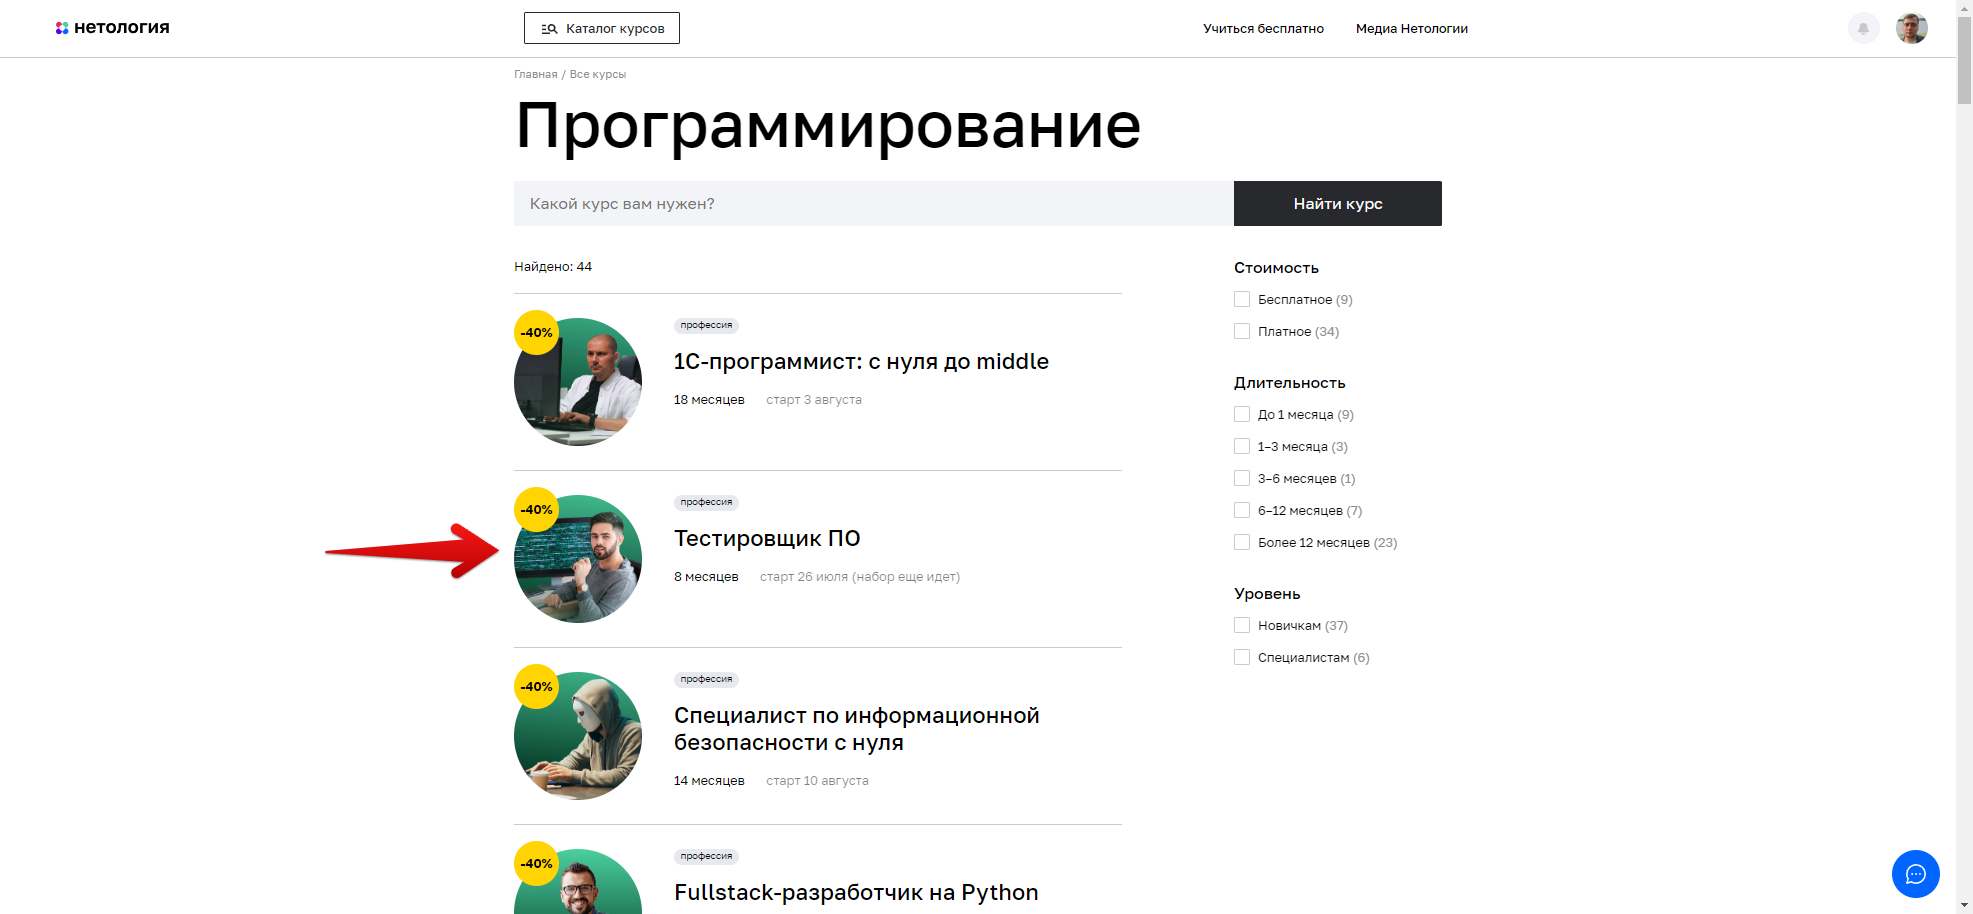 нетология
Каталог курсов
Учиться бесплатно
Медиа Нетологии
Главная / Все курсы
Программирование
Какой курс вам нужен?
Найти курс
Найдено: 44
-40%
профессия
1С-программист: с нуля до middle
18 месяцев старт 3 августа
-40%
профессия
Тестировщик ПО
8 месяцев старт 26 июля (набор еще идет)
-40%
профессия
Специалист по информационной
безопасности с нуля
14 месяцев старт 10 августа
-40%
профессия
Fullstack-разработчик на Python
Стоимость
Бесплатное (9)
Платное (34)
Длительность
До 1 месяца (9)
1–3 месяца (3)
3–6 месяцев (1)
6–12 месяцев (7)
Более 12 месяцев (23)
Уровень
Новичкам (37)
Специалистам (6)